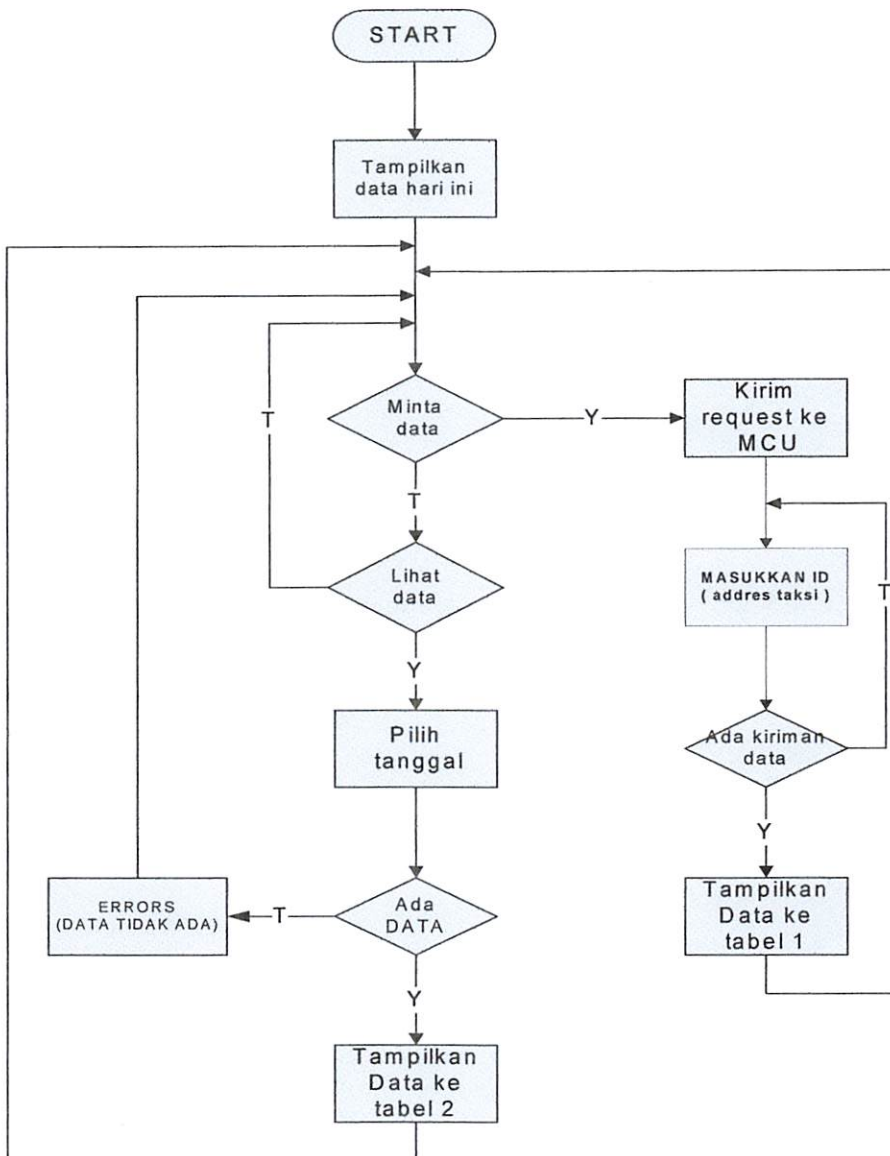 START
Tampilkan
data hari ini
Minta
data
Y
Kirim
request ke
MCU
T
T
Lihat
data
MASUKKAN ID
( addres taksi )
T
Y
Pilih
tanggal
Ada kiriman
data
Y
ERRORS
(DATA TIDAK ADA)
T
Ada
DATA
Tampilkan
Data ke
tabel 1
Y
Tampilkan
Data ke
tabel 2